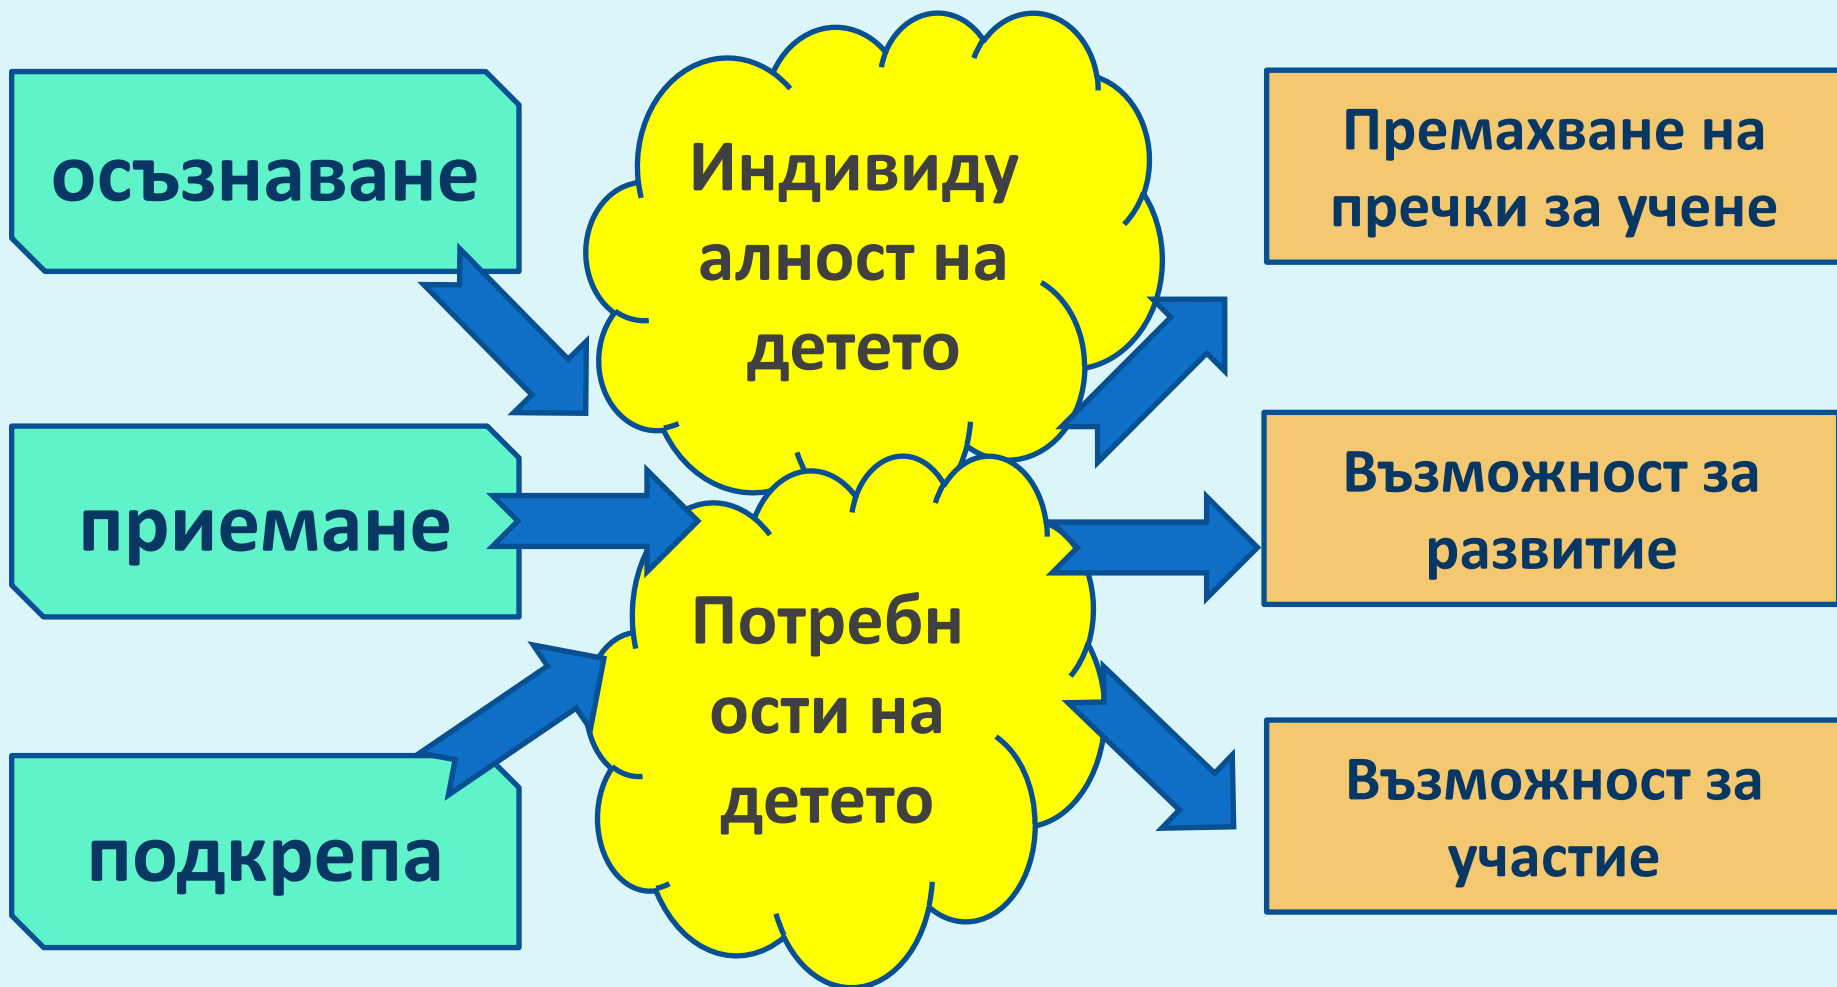 осъзнаване
приемане
подкрепа
Индивиду
алност на
детето
Потребн
ости на
детето
Премахване на
пречки за учене
Възможност за
развитие
Възможност за
участие